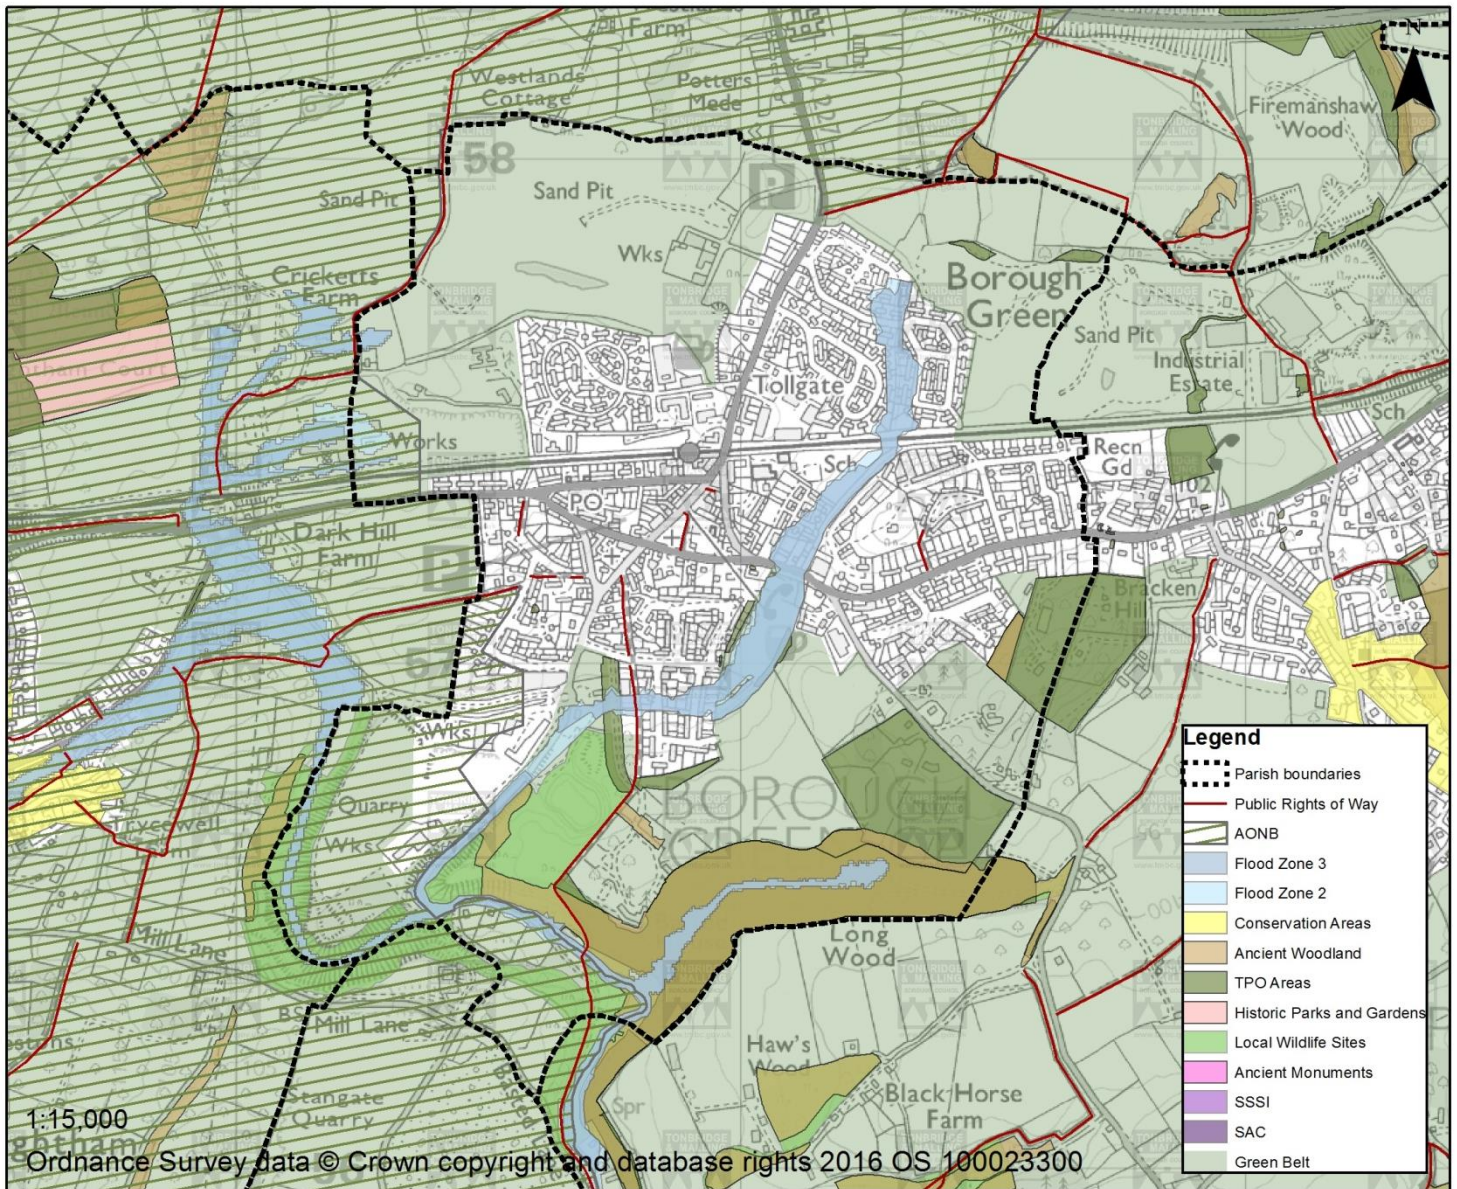 Farm
Westlands
Cottage
Potters
Mede
A227
N
Firemanshaw
Wood
58
Sand Pit
Sand Pit
P
Wks
Cricketts
Farm
Borough
Green
Sand Pit
Industrial
Estate
Tollgate
Works
Sch
Sch
Recn
Gd
PO
Dark Hill
Farm
P
Bracken
Hill
Wks
Quarry
Wks
BOROUGH
GREEN
Mill Lane
Mill Lane
Long
Wood
Haw's
Wood
Black Horse
Farm
Stangate
Quarry
Spr
Legend
Parish boundaries
Public Rights of Way
AONB
Flood Zone 3
Flood Zone 2
Conservation Areas
Ancient Woodland
TPO Areas
Historic Parks and Gardens
Local Wildlife Sites
Ancient Monuments
SSSI
SAC
Green Belt
1:15,000
Ordnance Survey data © Crown copyright and database rights 2016 OS 100023300